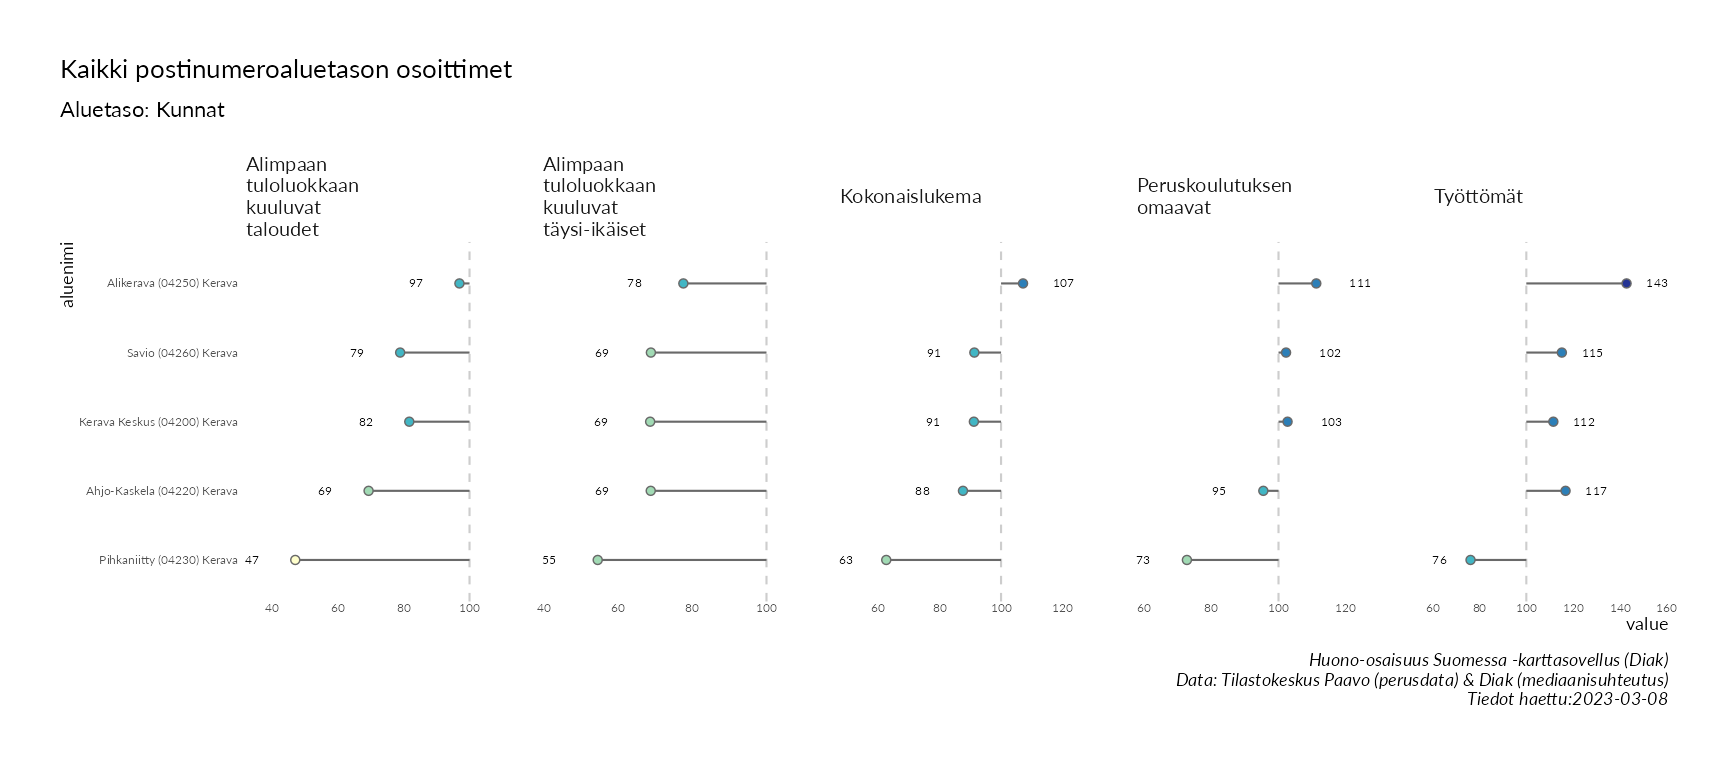 Kaikki postinumeroaluetason osoittimet
Aluetaso: Kunnat
Alimpaan
tuloluokkaan
kuuluvat
taloudet
Alimpaan
tuloluokkaan
kuuluvat
täysi-ikäiset
Kokonaislukema
Peruskoulutuksen
omaavat
Työttömät
aluenimi
Alikerava (04250) Kerava 97 78 107 111 143
Savio (04260) Kerava 79 69 91 102 115
Kerava Keskus (04200) Kerava 82 69 91 103 112
Ahjo-Kaskela (04220) Kerava 69 69 88 95 117
Pihkaniitty (04230) Kerava 47 55 63 73 76
40 60 80 100 40 60 80 100 60 80 100 120 60 80 100 120 60 80 100 120 140 160
value
Huono-osaisuus Suomessa -karttasovellus (Diak)
Data: Tilastokeskus Paavo (perusdata) & Diak (mediaanisuhteutus)
Tiedot haettu:2023-03-08